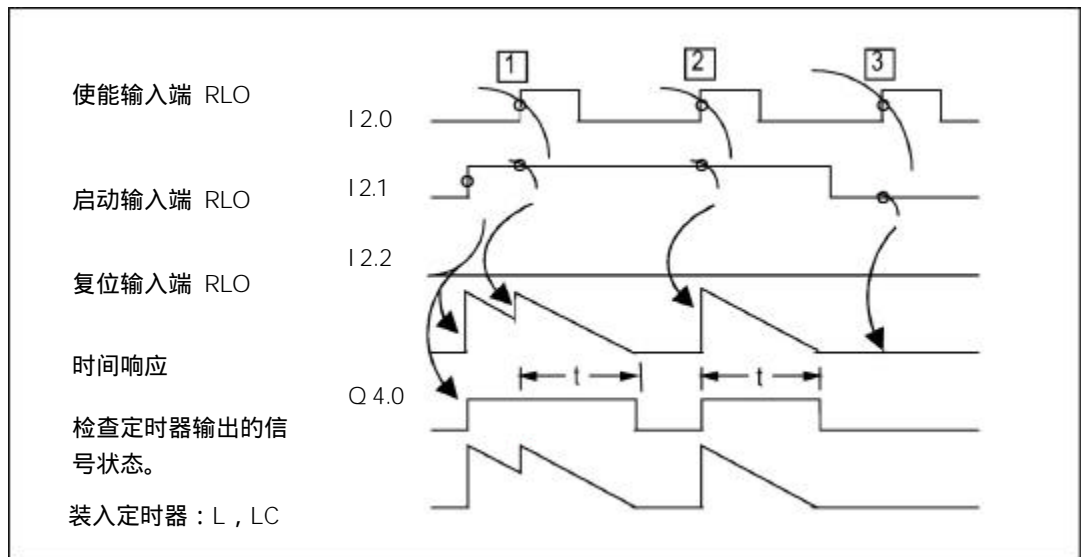 1 2 3
使能输入端 RLO
I 2.0
启动输入端 RLO
I 2.1
I 2.2
复位输入端 RLO
时间响应
t t
Q 4.0
检查定时器输出的信
号状态。
装入定时器：L，LC